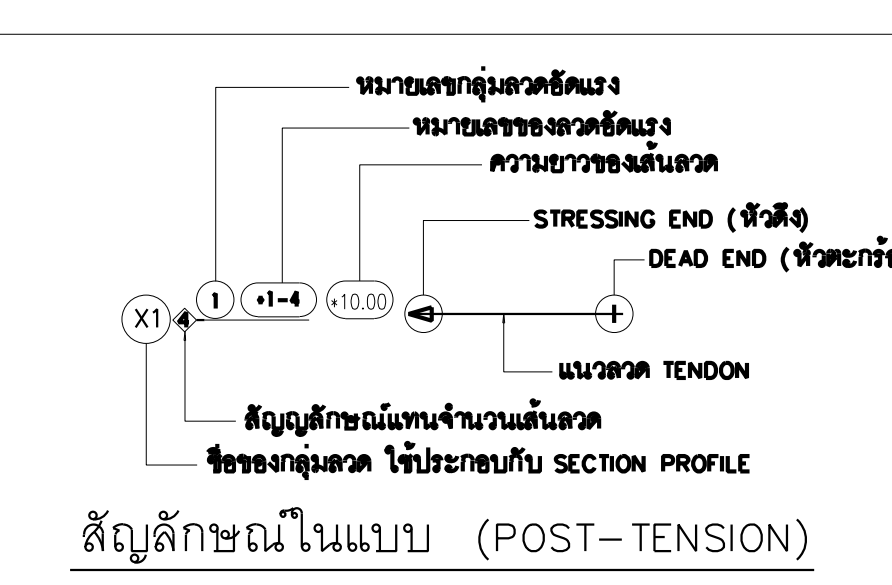 หมายเลขกลุ่มลวดอัดแรง
หมายเลขของลวดอัดแรง
ความยาวของเส้นลวด
STRESSING END (หัวดึง)
DEAD END (
X1 4 1 *1-4 *10.00
แนวลวด TENDON
สัญญลักษณ์แทนจำนวนเส้นลวด
ชื่อของกลุ่มลวด ใช้ประกอบกับ SECTION PROFILE
สัญลักษณ์ในแบบ (POST-TENSION)